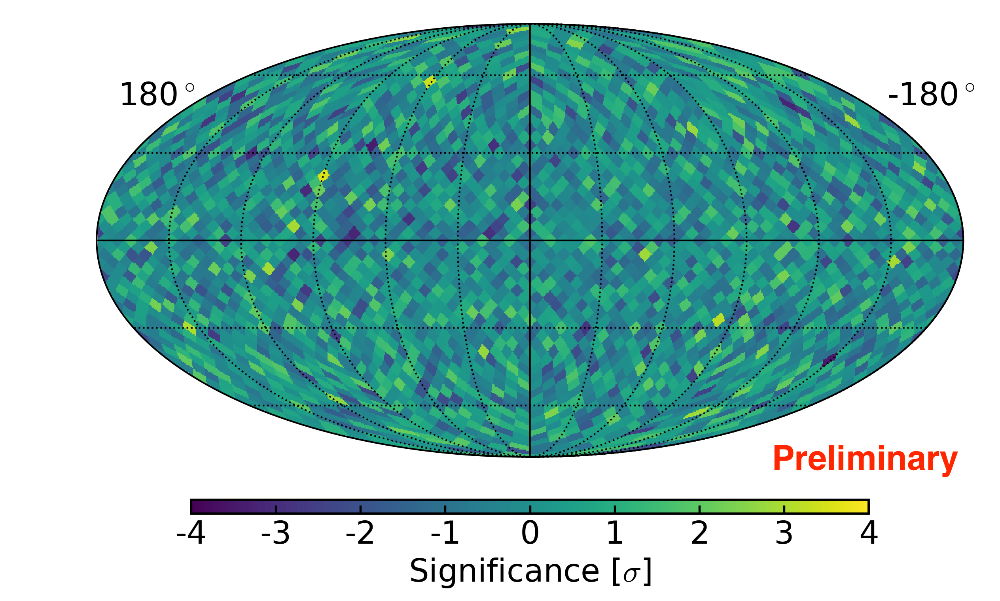 180° -180°
Preliminary
-4 -3 -2 -1 0 1 2 3 4
Significance [σ]